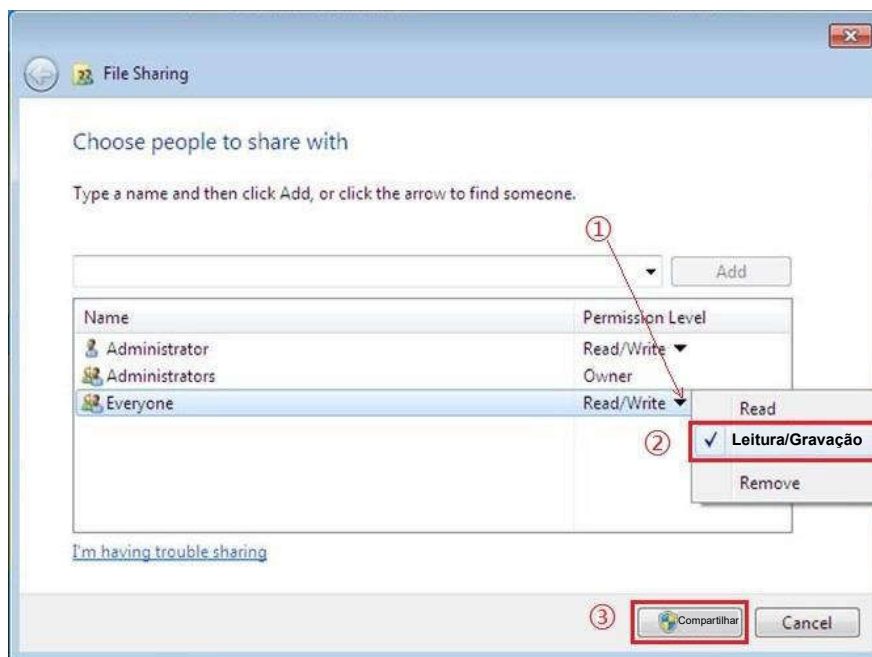 File Sharing
Choose people to share with
Type a name and then click Add, or click the arrow to find someone.
①
Add
Name Permission Level
Administrator Read/Write
Administrators Owner
Everyone Read/Write
Read
② Leitura/Gravação
Remove
I'm having trouble sharing
③ Compartilhar Cancel